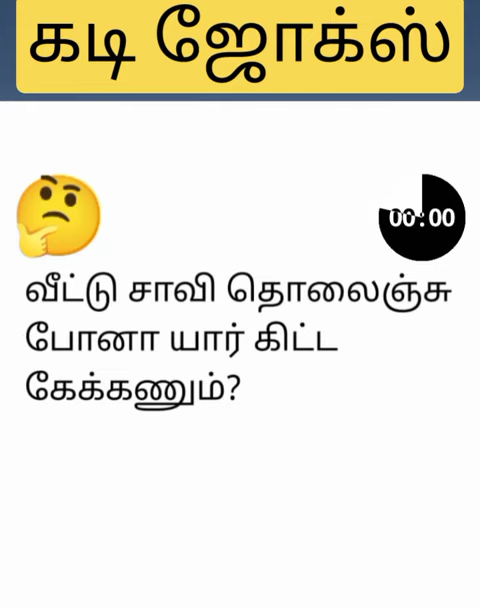 கடி ஜோக்ஸ்
00:00
வீட்டு சாவி தொலைஞ்சு
போனா யார் கிட்ட
கேக்கணும்?